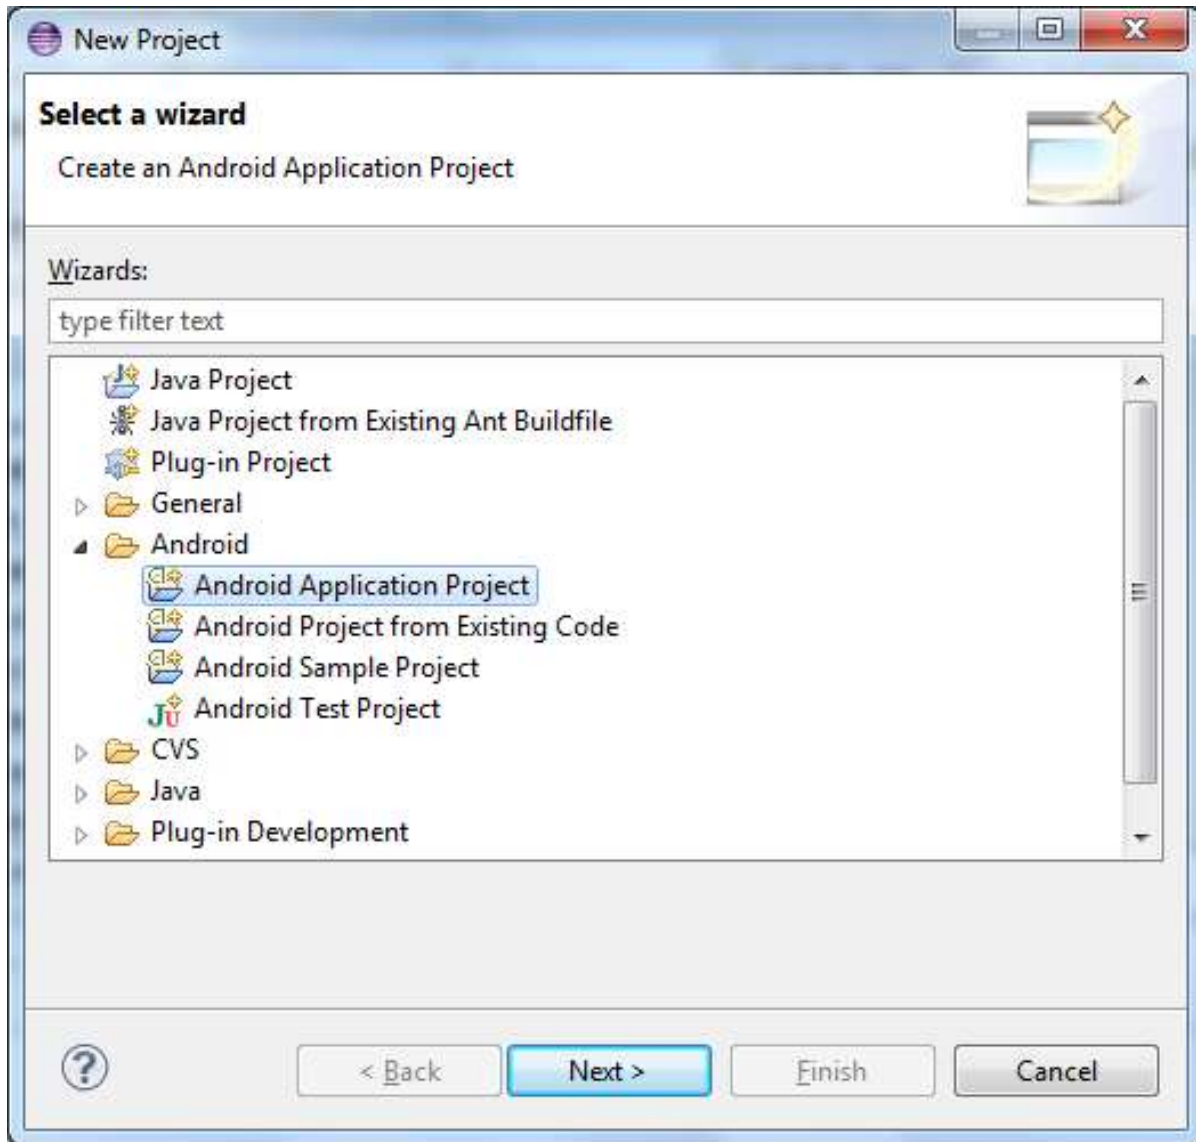 New Project
Select a wizard
Create an Android Application Project
Wizards:
type filter text
Java Project
Java Project from Existing Ant Buildfile
Plug-in Project
General
Android
Android Application Project
Android Project from Existing Code
Android Sample Project
Android Test Project
CVS
Java
Plug-in Development
< Back Next > Finish Cancel